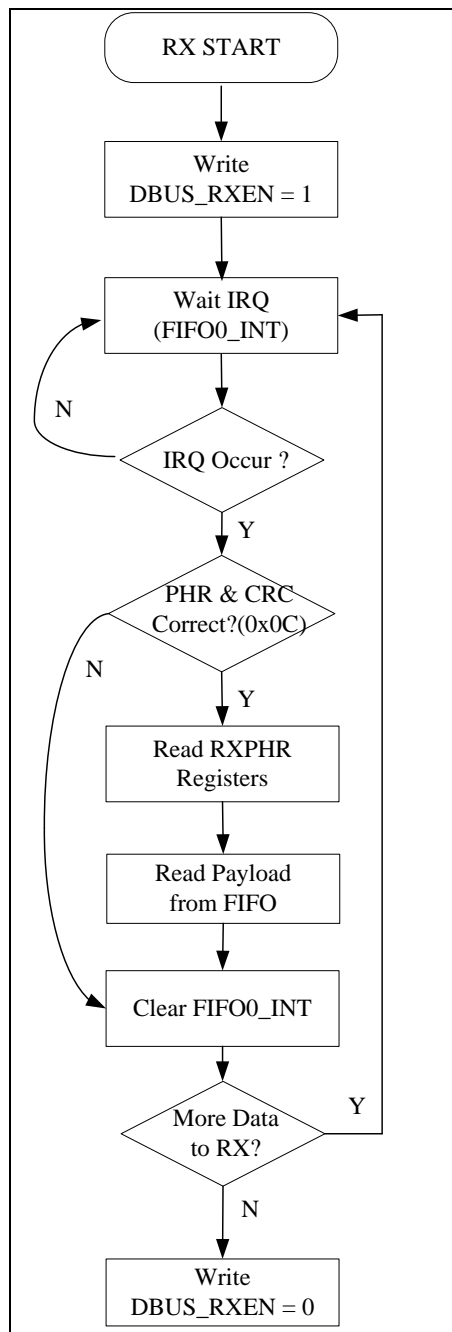 RX START
Write
DBUS_RXEN = 1
Wait IRQ
(FIFO0_INT)
N
IRQ Occur ?
Y
PHR & CRC
Correct?(0x0C)
N
Y
Read RXPHR
Registers
Read Payload
from FIFO
Clear FIFO0_INT
More Data
to RX?
Y
N
Write
DBUS_RXEN = 0